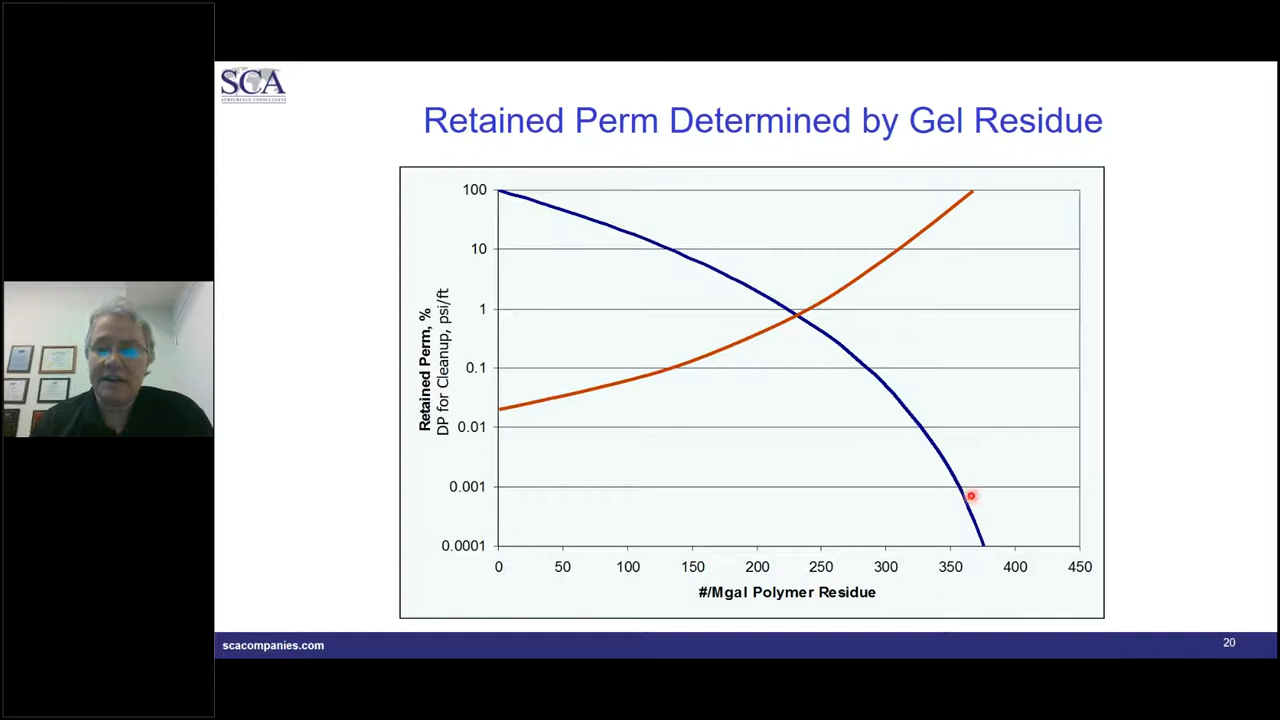 SCA
SUBSURFACE CONSULTANTS
Retained Perm Determined by Gel Residue
Retained Perm, %
DP for Cleanup, psi/ft
100
10
1
0.1
0.01
0.001
0.0001
0 50 100 150 200 250 300 350 400 450
#/Mgal Polymer Residue
scacompanies.com
20